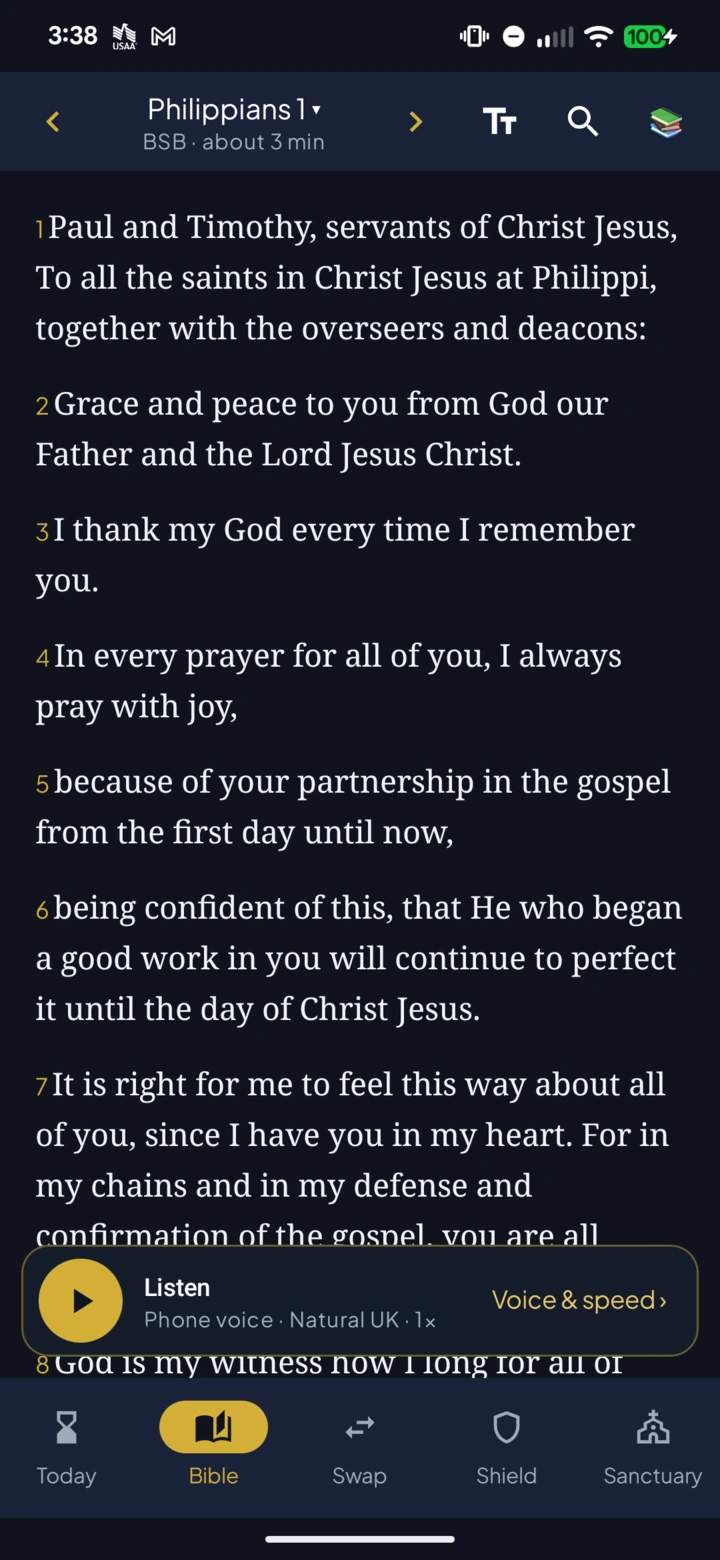 3:38 USAA 100
Philippians 1 ▾
BSB · about 3 min
1 Paul and Timothy, servants of Christ Jesus,
To all the saints in Christ Jesus at Philippi,
together with the overseers and deacons:
2 Grace and peace to you from God our
Father and the Lord Jesus Christ.
3 I thank my God every time I remember
you.
4 In every prayer for all of you, I always
pray with joy,
5 because of your partnership in the gospel
from the first day until now,
6 being confident of this, that He who began
a good work in you will continue to perfect
it until the day of Christ Jesus.
7 It is right for me to feel this way about all
of you, since I have you in my heart. For in
my chains and in my defense and
confirmation of the gospel, you are all
Listen
Phone voice · Natural UK · 1x
Voice & speed ›
8 God is my witness how I long for all of
Today Bible Swap Shield Sanctuary